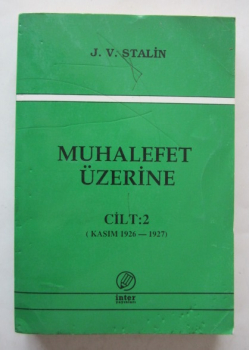 J. V. STALİN
MUHALEFET
ÜZERİNE
CİLT:2
( KASIM 1926 — 1927)
inter